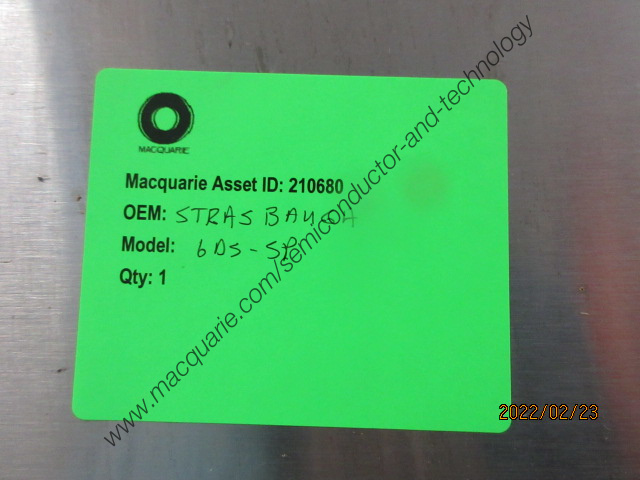 MACQUARIE
Macquarie Asset ID: 210680
OEM: STRASBAUGH
Model: 6DS-SP
Qty: 1
www.macquarie.com/semiconductor-and-technology
2022/02/23